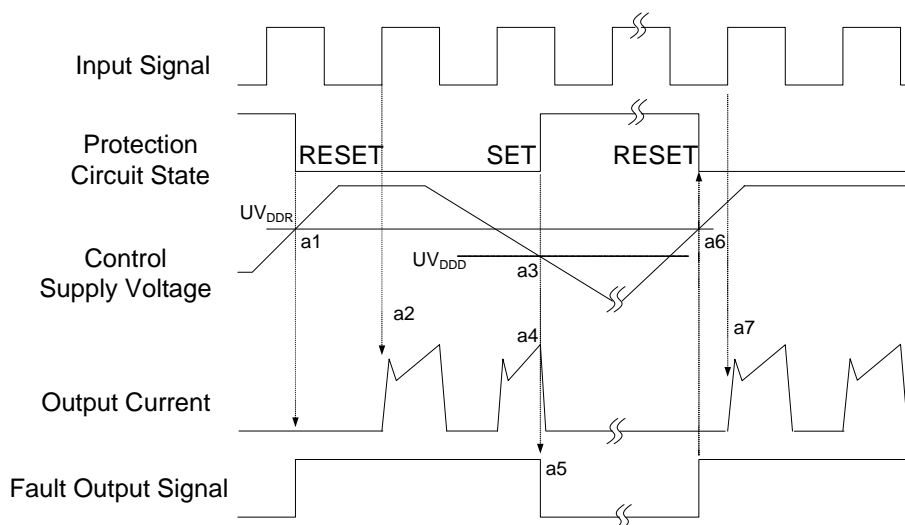 Input Signal
Protection
Circuit State
RESET
SET
RESET
UVDDR
a1
Control
Supply Voltage
UVDDD
a3
a6
a2
a4
a7
Output Current
a5
Fault Output Signal